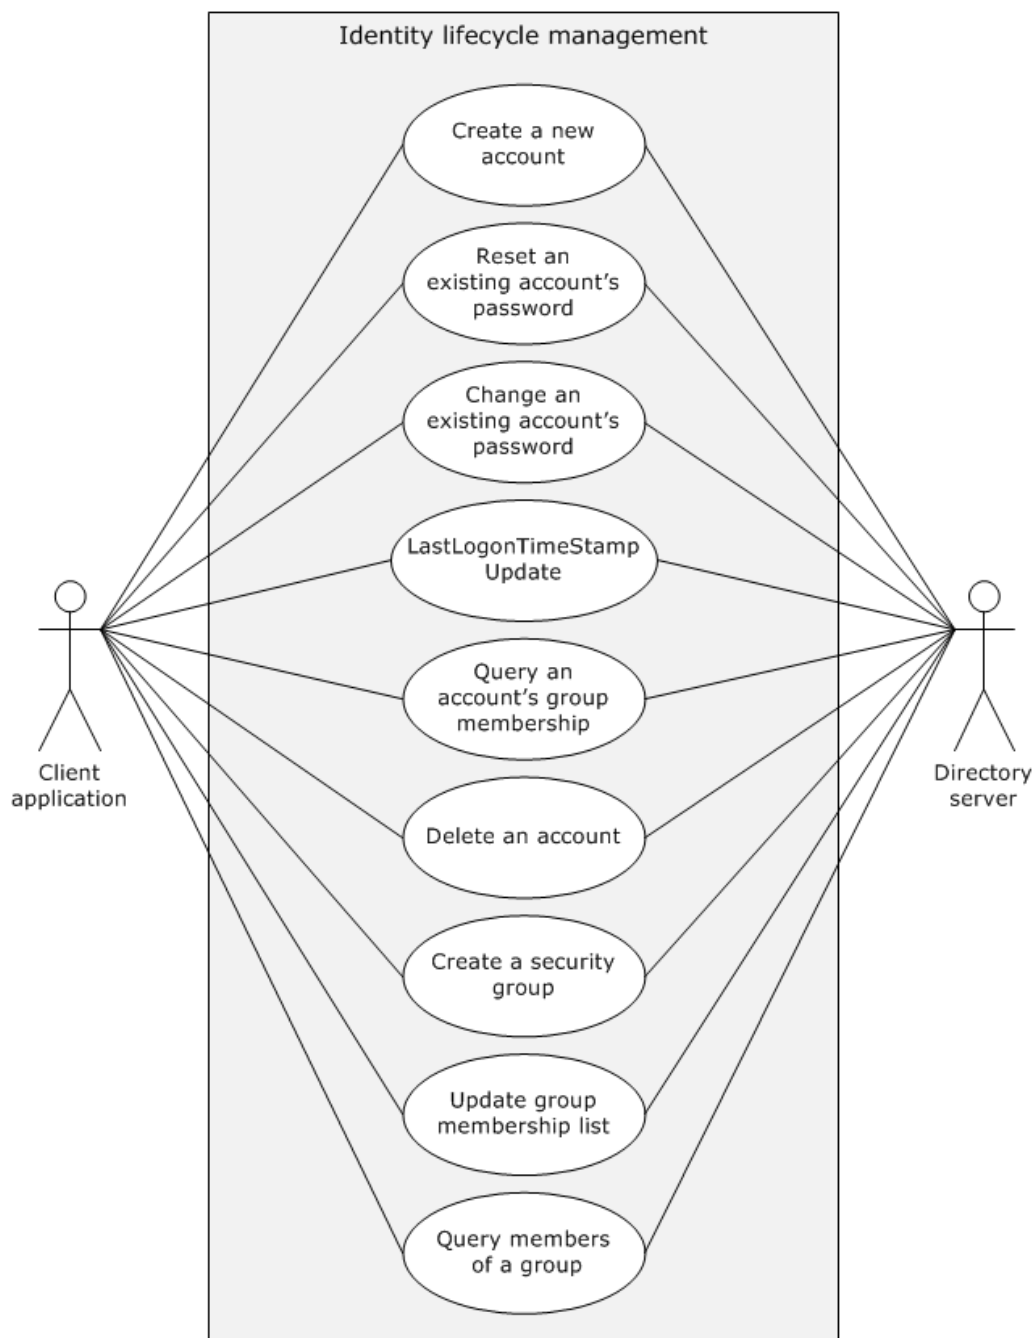 Identity lifecycle management
Create a new
account
Reset an
existing account’s
password
Change an
existing account’s
password
LastLogonTimeStamp
Update
Query an
account’s group
membership
Client
application
Directory
server
Delete an account
Create a security
group
Update group
membership list
Query members
of a group